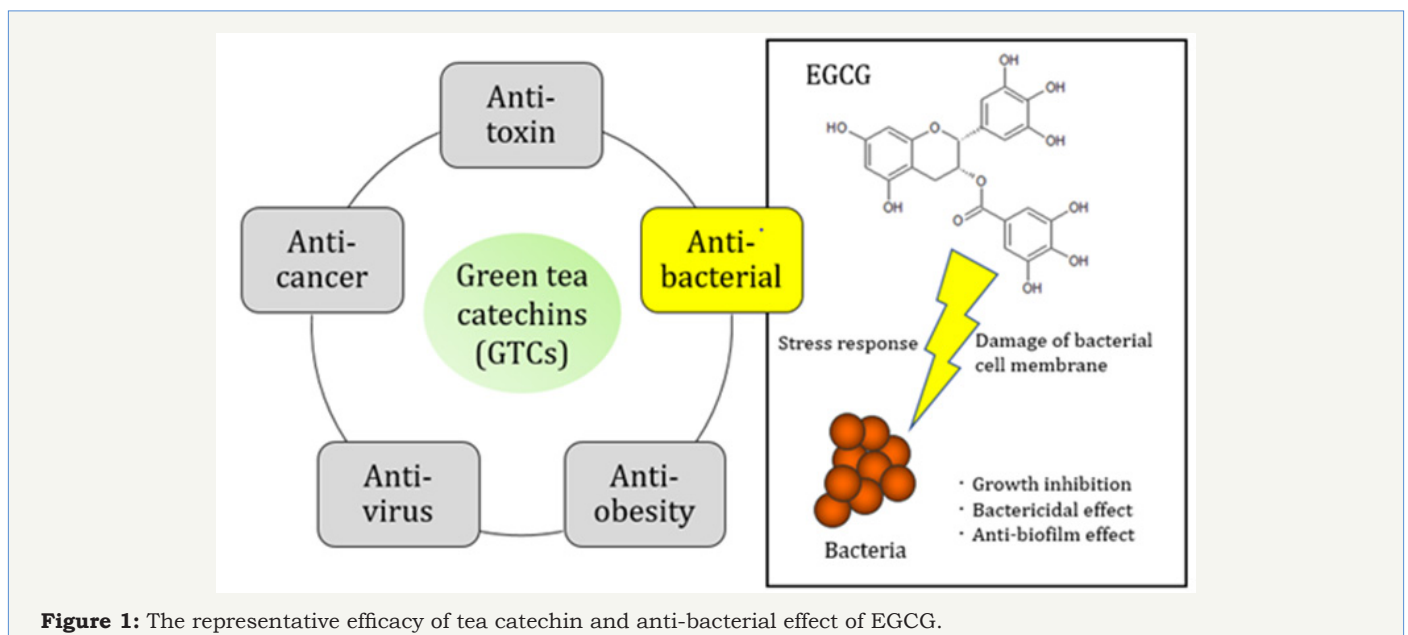 Anti-
toxin
Anti-
cancer
Anti-
bacterial
Green tea
catechins
(GTCs)
Anti-
virus
Anti-
obesity
EGCG
OH
OH
OH
HO
O
O
OH
O
OH
OH
OH
Stress response
Damage of bacterial
cell membrane
Bacteria
· Growth inhibition
· Bactericidal effect
· Anti-biofilm effect
Figure 1: The representative efficacy of tea catechin and anti-bacterial effect of EGCG.